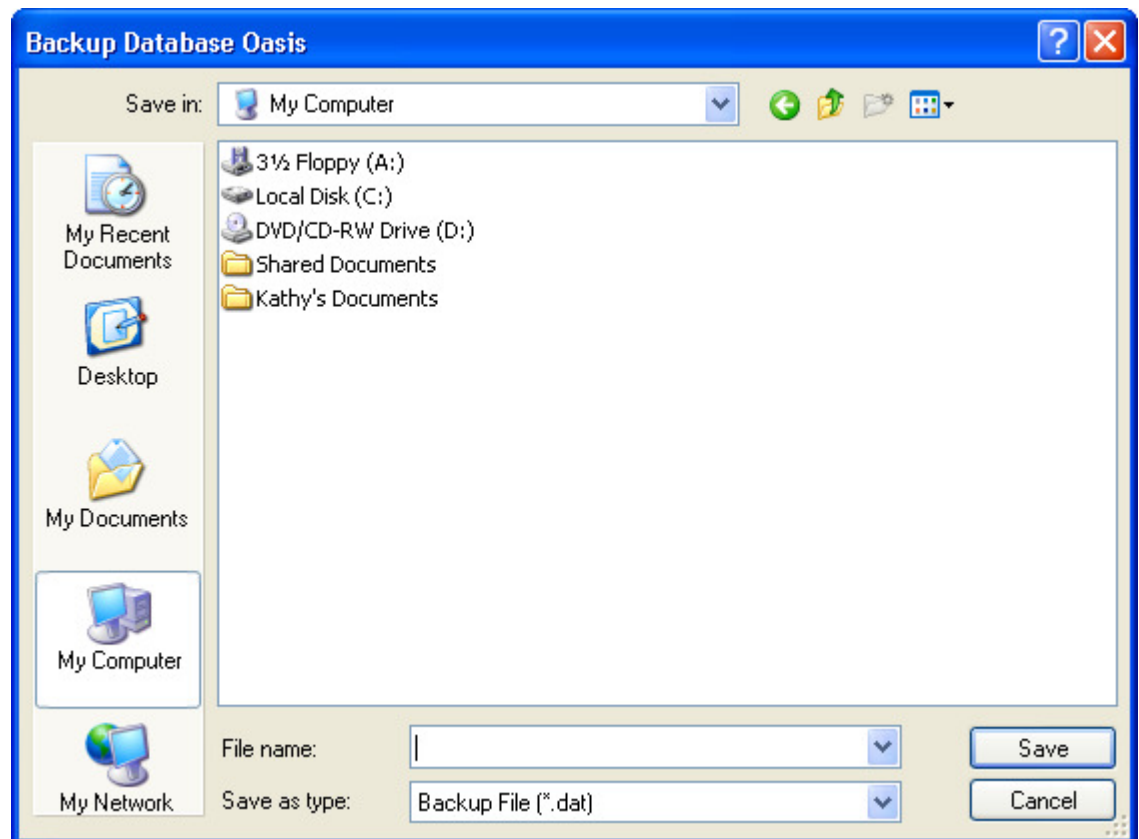 Backup Database Oasis
Save in:
My Computer
3½ Floppy (A:)
Local Disk (C:)
DVD/CD-RW Drive (D:)
Shared Documents
Kathy's Documents
My Recent
Documents
Desktop
My Documents
My Computer
My Network
File name:
Save
Save as type:
Backup File (*.dat)
Cancel